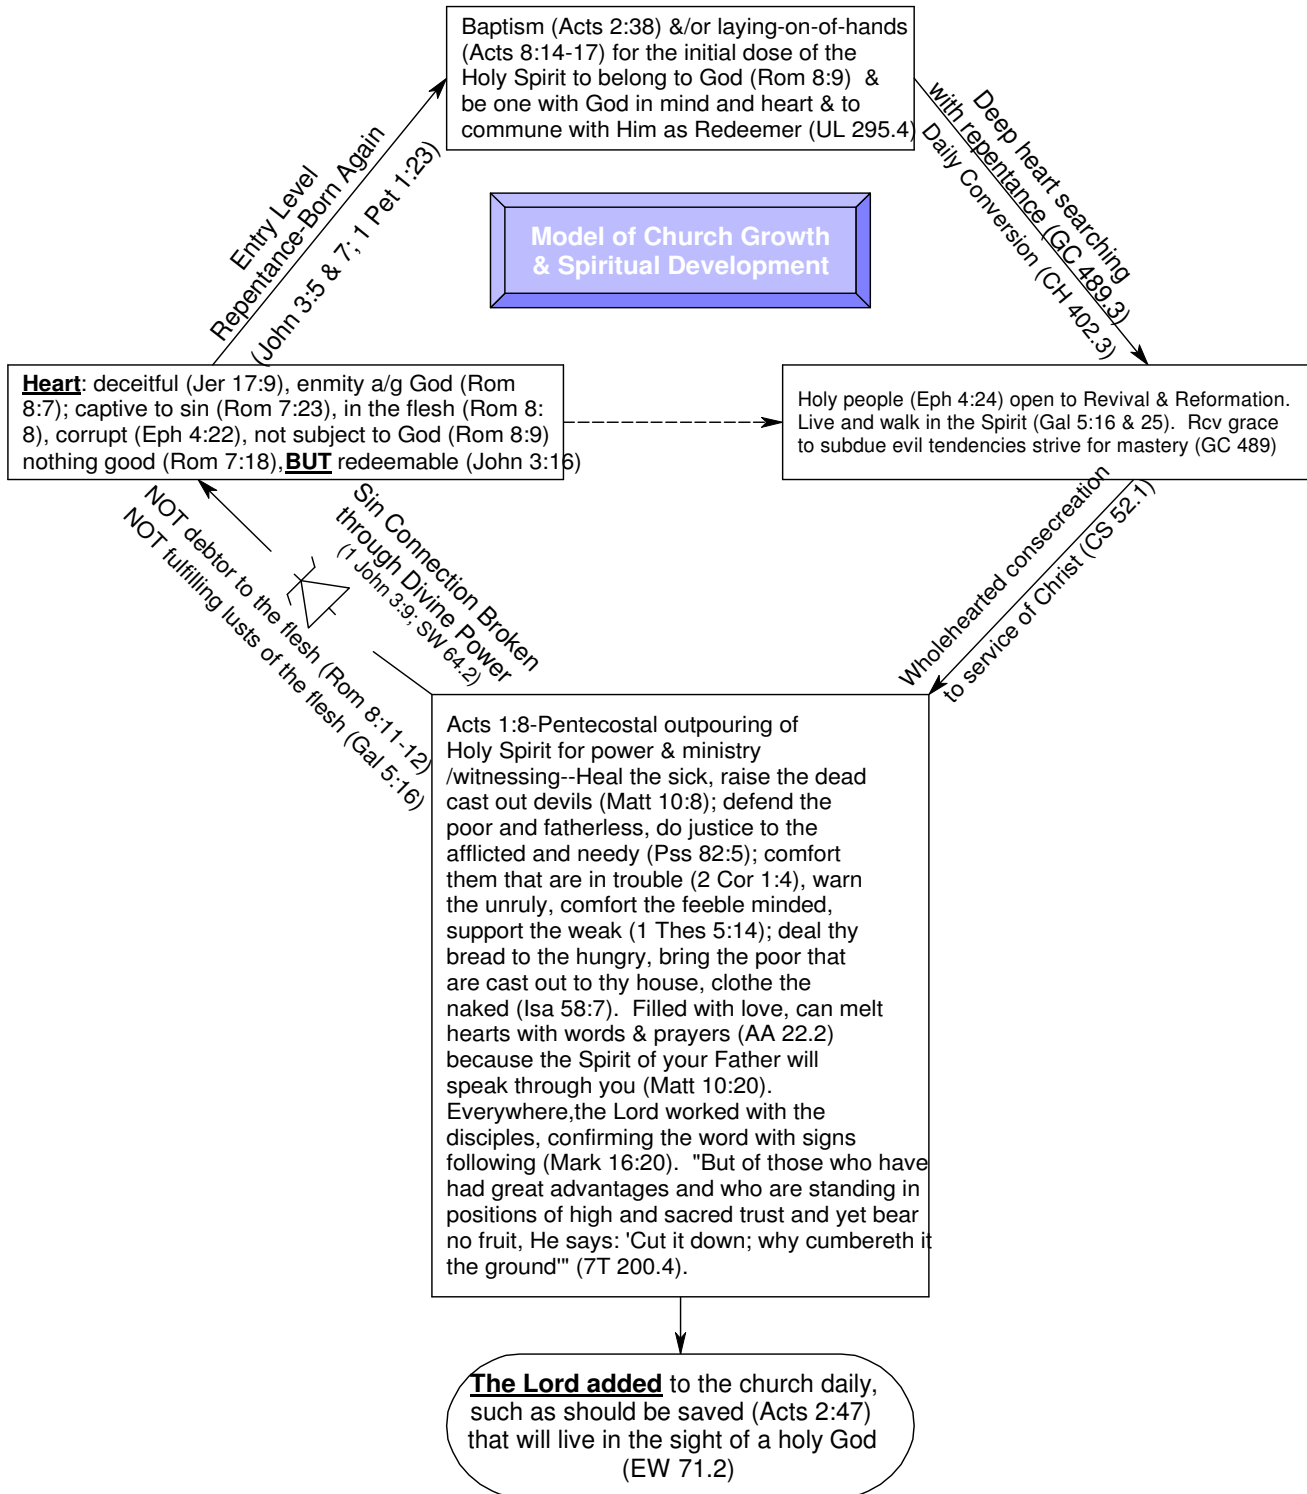 Baptism (Acts 2:38) &/or laying-on-of-hands
(Acts 8:14-17) for the initial dose of the
Holy Spirit to belong to God (Rom 8:9) &
be one with God in mind and heart & to
commune with Him as Redeemer (UL 295.4)
Entry Level
Repentance-Born Again
(John 3:5 & 7; 1 Pet 1:23)
Deep heart searching
with repentance (GC 489.3)
Daily Conversion (CH 402.3)
Model of Church Growth
& Spiritual Development
Heart: deceitful (Jer 17:9), enmity a/g God (Rom
8:7); captive to sin (Rom 7:23), in the flesh (Rom 8:
8), corrupt (Eph 4:22), not subject to God (Rom 8:9)
nothing good (Rom 7:18),BUT redeemable (John 3:16)
Holy people (Eph 4:24) open to Revival & Reformation.
Live and walk in the Spirit (Gal 5:16 & 25). Rcv grace
to subdue evil tendencies strive for mastery (GC 489)
Sin Connection Broken
through Divine Power
(1 John 3:9; SW 64.2)
NOT debtor to the flesh (Rom 8:11-12)
NOT fulfilling lusts of the flesh (Gal 5:16)
Wholehearted consecreation
to service of Christ (CS 52.1)
Acts 1:8-Pentecostal outpouring of
Holy Spirit for power & ministry
/witnessing--Heal the sick, raise the dead
cast out devils (Matt 10:8); defend the
poor and fatherless, do justice to the
afflicted and needy (Pss 82:5); comfort
them that are in trouble (2 Cor 1:4), warn
the unruly, comfort the feeble minded,
support the weak (1 Thes 5:14); deal thy
bread to the hungry, bring the poor that
are cast out to thy house, clothe the
naked (Isa 58:7). Filled with love, can melt
hearts with words & prayers (AA 22.2)
because the Spirit of your Father will
speak through you (Matt 10:20).
Everywhere,the Lord worked with the
disciples, confirming the word with signs
following (Mark 16:20). "But of those who have
had great advantages and who are standing in
positions of high and sacred trust and yet bear
no fruit, He says: 'Cut it down; why cumbereth it
the ground'" (7T 200.4).
The Lord added to the church daily,
such as should be saved (Acts 2:47)
that will live in the sight of a holy God
(EW 71.2)